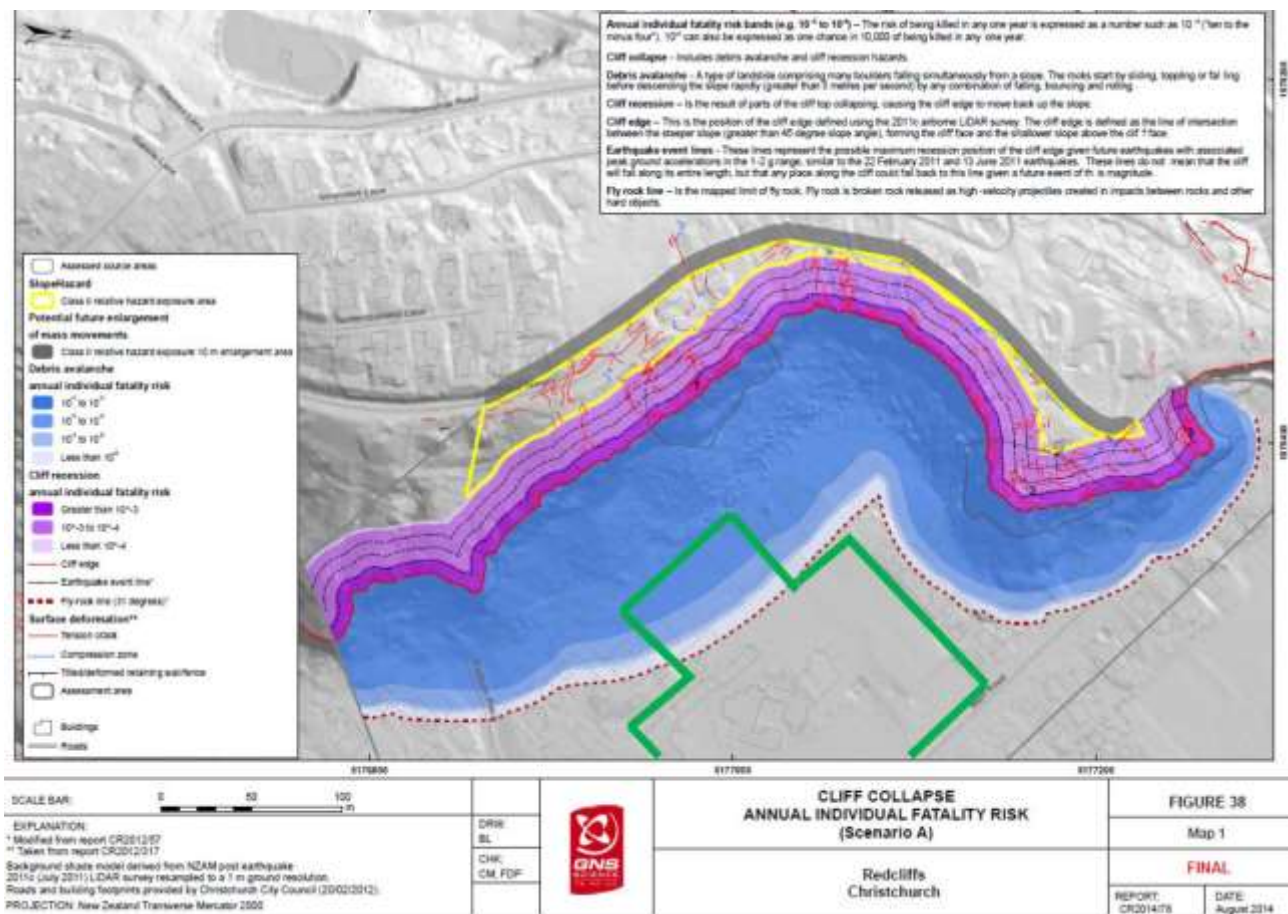 Annual individual fatality risk bands (e.g. to ) – The risk of being killed in any one year is expressed as a number such as ("ten to the
minus four"). can also be expressed as one chance in 10,000 of being killed in any one year.
Cliff collapse – Includes debris avalanche and cliff recession hazards.
Debris avalanche – A type of landslide comprising many boulders falling simultaneously from a slope. The rocks start by sliding, toppling or falling
before descending the slope rapidly (greater than 5 metres per second) by any combination of falling, bouncing and rolling.
Cliff recession – Is the result of parts of the cliff top collapsing, causing the cliff edge to move back up the slope.
Cliff edge – This is the position of the cliff edge defined using the 2011c airborne LiDAR survey. The cliff edge is defined as the line of intersection
between the steeper slope (greater than 45 degree slope angle), forming the cliff face and the shallower slope above the cliff face.
Earthquake event lines - These lines represent the possible maximum recession position of the cliff edge given future earthquakes with associated
peak ground accelerations in the 1-2 g range, similar to the 22 February 2011 and 13 June 2011 earthquakes. These lines do not mean that the cliff
will fall along its entire length, but that any place along the cliff could fall back to this line given a future event of this magnitude.
Fly rock line – Is the mapped limit of fly rock. Fly rock is broken rock released as high-velocity projectiles created in impacts between rocks and other
hard objects.
Assessed source areas
SlopeHazard
Class II relative hazard exposure area
Potential future enlargement
of mass movements
Class II relative hazard exposure 10 m enlargement area
Debris avalanche
annual individual fatality risk
Less than
Cliff recession
annual individual fatality risk
Greater than 10^-3
10^-3 to 10^-4
Less than 10^-4
Cliff edge
Earthquake event line*
Fly-rock line (31 degrees)*
Surface deformation**
Tension crack
Compression zone
Tilted/deformed retaining wall/fence
Assessment area
Buildings
Roads
5176800
5177000
5177200
SCALE BAR: 0 50 100
m
EXPLANATION:
* Modified from report CR2012/57
** Taken from report CR2012/317
Background shade model derived from NZAM post earthquake
2011c (July 2011) LiDAR survey resampled to a 1 m ground resolution.
Roads and building footprints provided by Christchurch City Council (20/02/2012).
PROJECTION: New Zealand Transverse Mercator 2000
DRW:
BL
CHK:
CM, FDP
GNS
SCIENCE
TE PŪ AO
CLIFF COLLAPSE
ANNUAL INDIVIDUAL FATALITY RISK
(Scenario A)
Redcliffs
Christchurch
FIGURE 38
Map 1
FINAL
REPORT:
CR2014/78
DATE:
August 2014